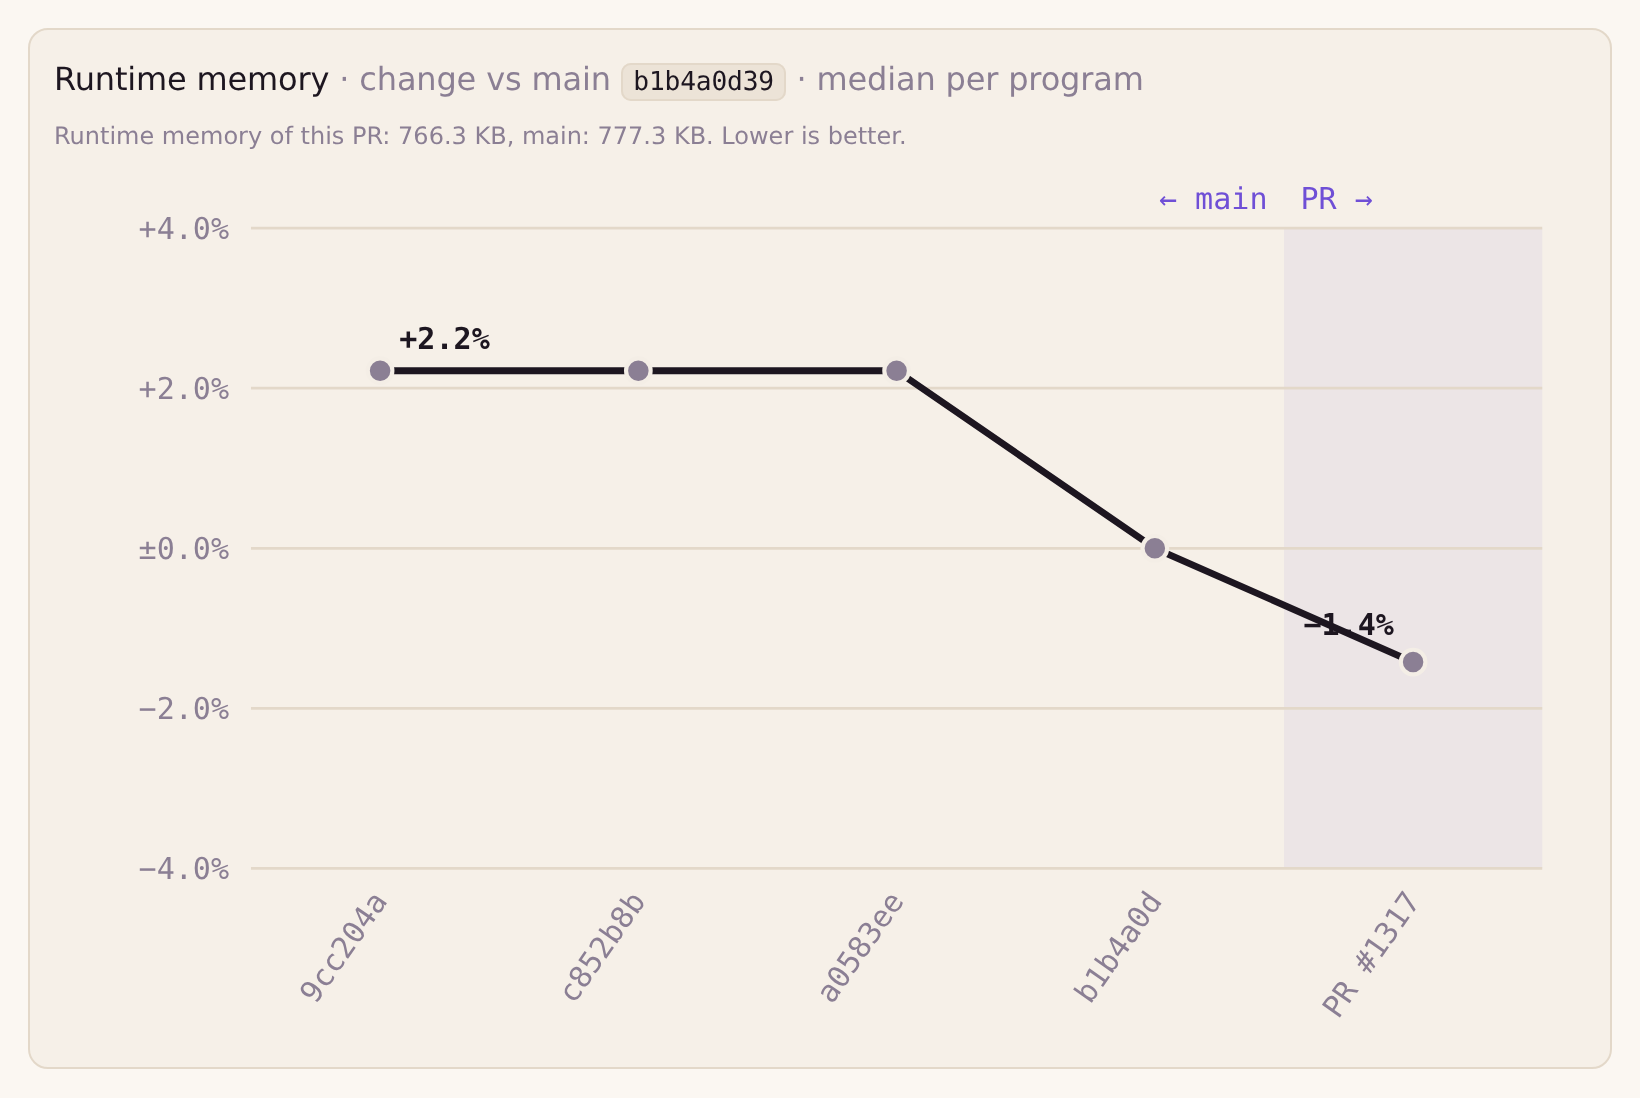 Runtime memory · change vs main b1b4a0d39 · median per program
Runtime memory of this PR: 766.3 KB, main: 777.3 KB. Lower is better.
← main PR →
+4.0%
+2.2%
+2.0%
±0.0%
−1.4%
−2.0%
−4.0%
9cc204a
c852b8b
a0583ee
b1b4a0d
PR #1317